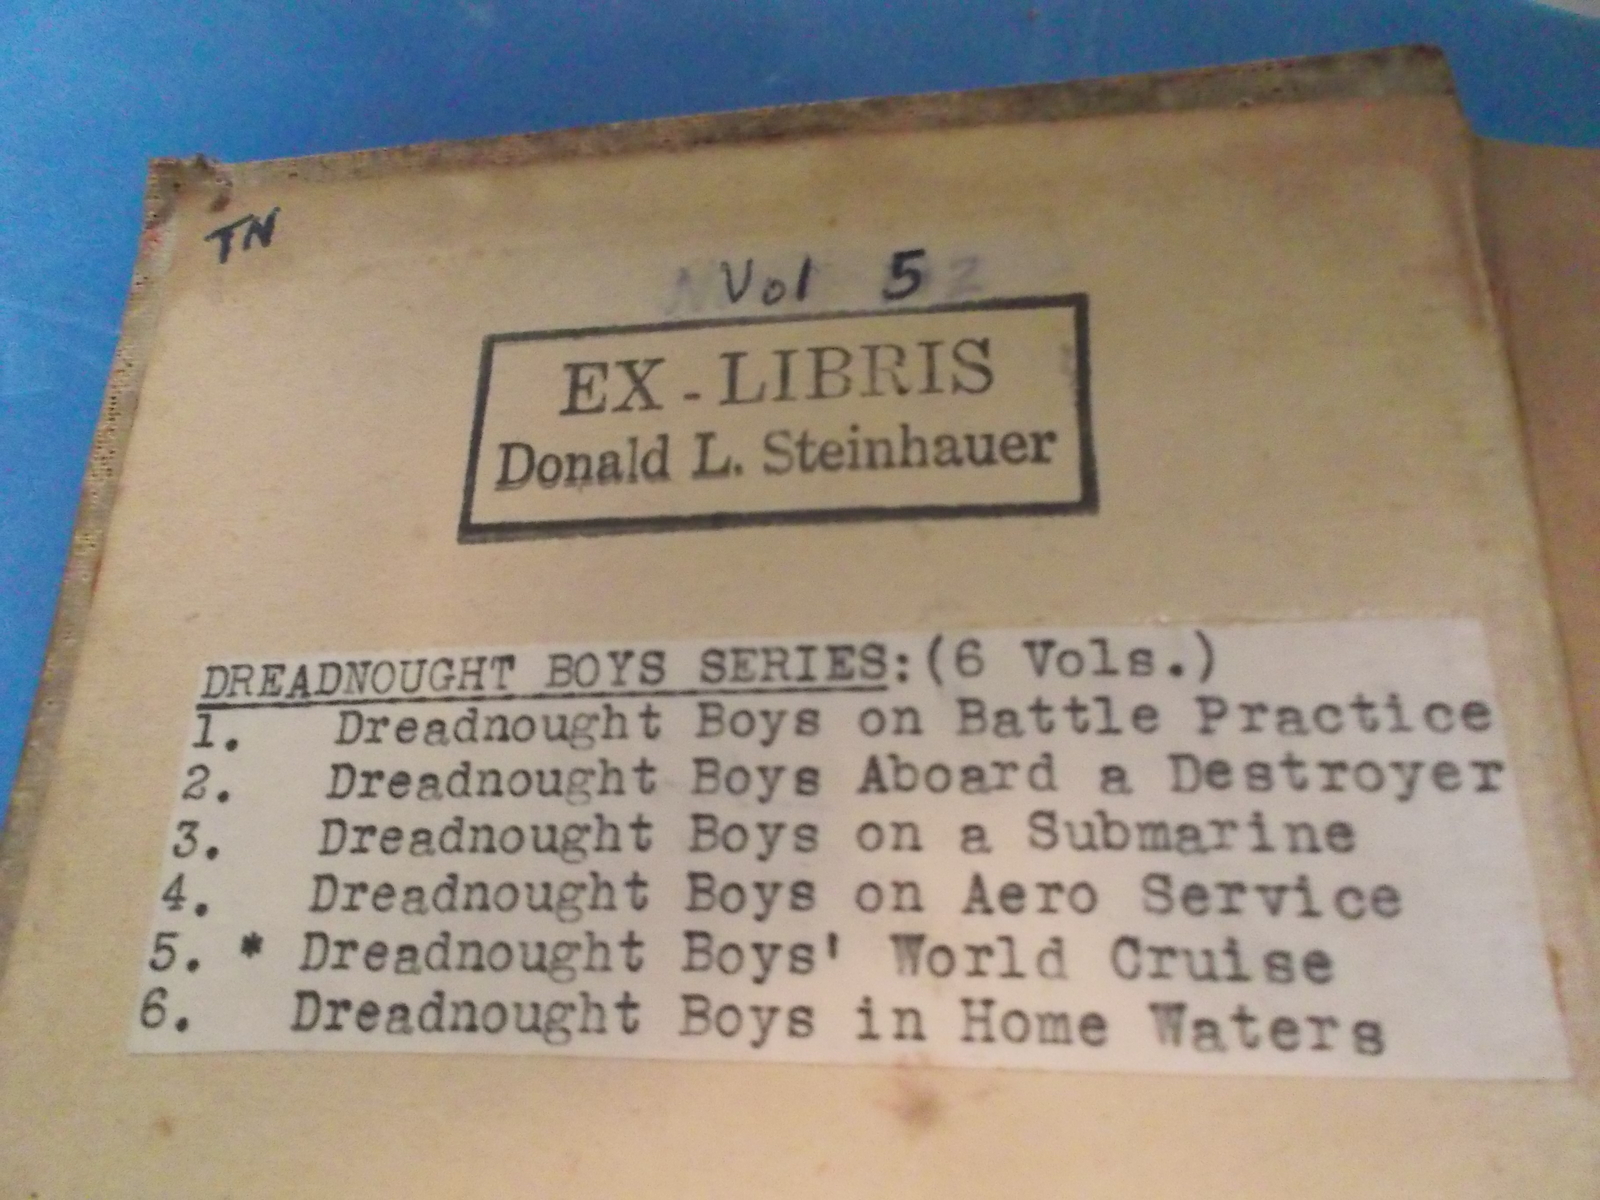 TN
Vol 5
EX - LIBRIS
Donald L. Steinhauer
DREADNOUGHT BOYS SERIES:(6 Vols.)
1. Dreadnought Boys on Battle Practice
2. Dreadnought Boys Aboard a Destroyer
3. Dreadnought Boys on a Submarine
4. Dreadnought Boys on Aero Service
5. * Dreadnought Boys' World Cruise
6. Dreadnought Boys in Home Waters